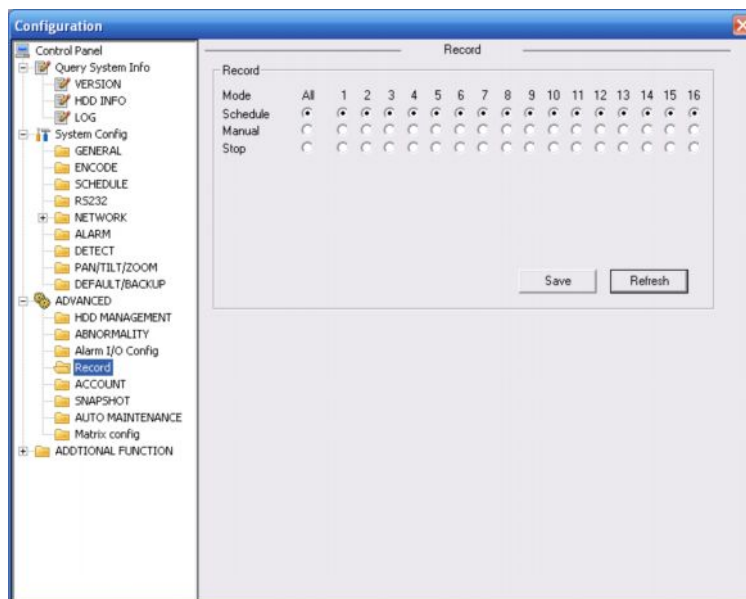 Configuration
Control Panel
Query System Info
VERSION
HDD INFO
LOG
System Config
GENERAL
ENCODE
SCHEDULE
RS232
NETWORK
ALARM
DETECT
PAN/TILT/ZOOM
DEFAULT/BACKUP
ADVANCED
HDD MANAGEMENT
ABNORMALITY
Alarm I/O Config
Record
ACCOUNT
SNAPSHOT
AUTO MAINTENANCE
Matrix config
ADDTIONAL FUNCTION
Record
Record
Mode All 1 2 3 4 5 6 7 8 9 10 11 12 13 14 15 16
Schedule
Manual
Stop
Save Refresh